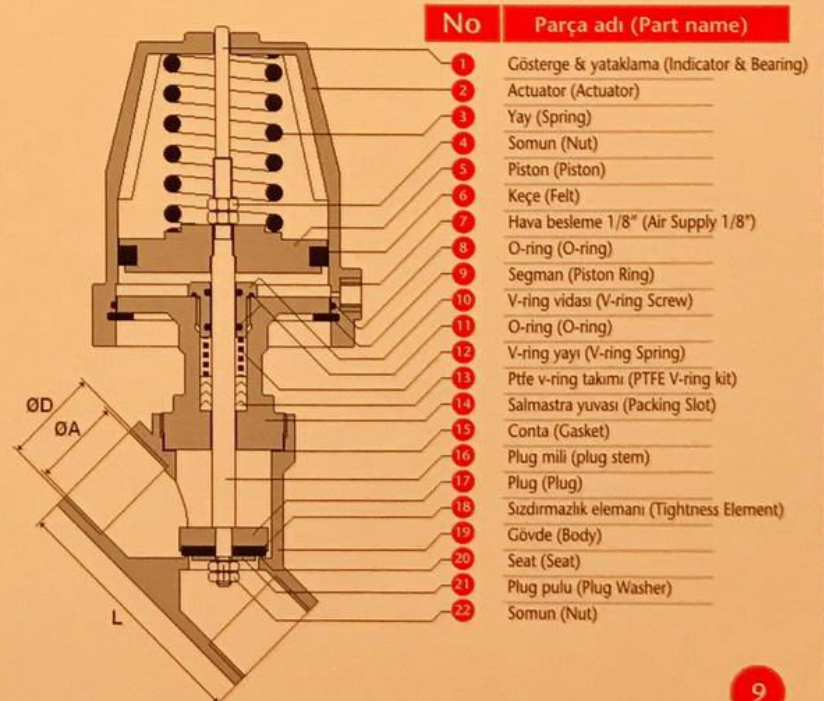 No Parça adı (Part name)
1 Gösterge & yataklama (Indicator & Bearing)
2 Actuator (Actuator)
3 Yay (Spring)
4 Somun (Nut)
5 Piston (Piston)
6 Keçe (Felt)
7 Hava besleme 1/8" (Air Supply 1/8")
8 O-ring (O-ring)
9 Segman (Piston Ring)
10 V-ring vidası (V-ring Screw)
11 O-ring (O-ring)
12 V-ring yayı (V-ring Spring)
13 Ptfe v-ring takımı (PTFE V-ring kit)
14 Salmastra yuvası (Packing Slot)
15 Conta (Gasket)
16 Plug mili (plug stem)
17 Plug (Plug)
18 Sızdırmazlık elemanı (Tightness Element)
19 Gövde (Body)
20 Seat (Seat)
21 Plug pulu (Plug Washer)
22 Somun (Nut)
ØD
ØA
L
9